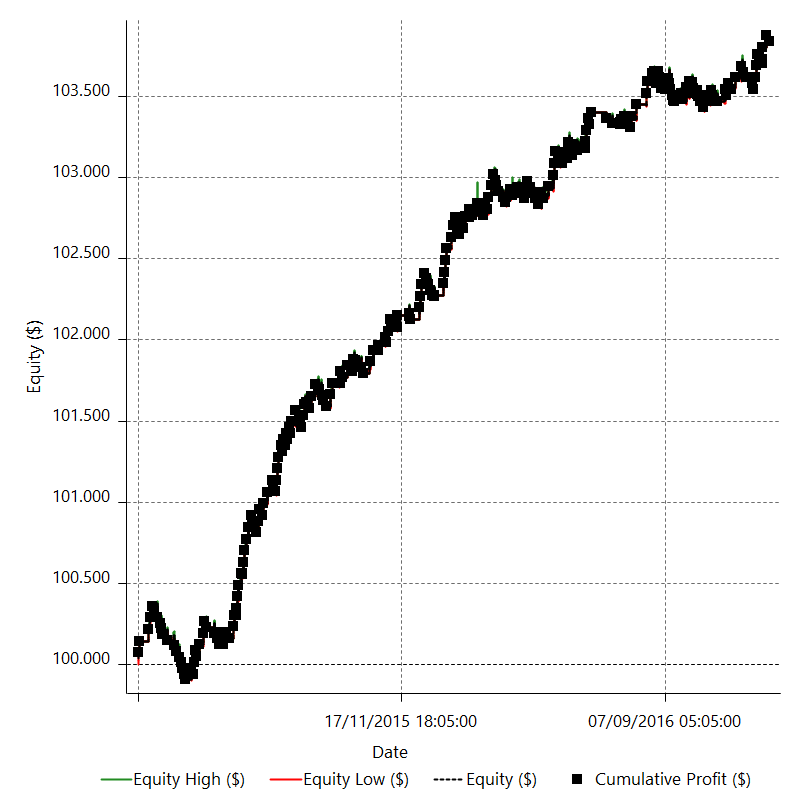 103.500
103.000
102.500
102.000
101.500
101.000
100.500
100.000
Equity ($)
17/11/2015 18:05:00 07/09/2016 05:05:00
Date
Equity High ($) Equity Low ($) Equity ($) Cumulative Profit ($)